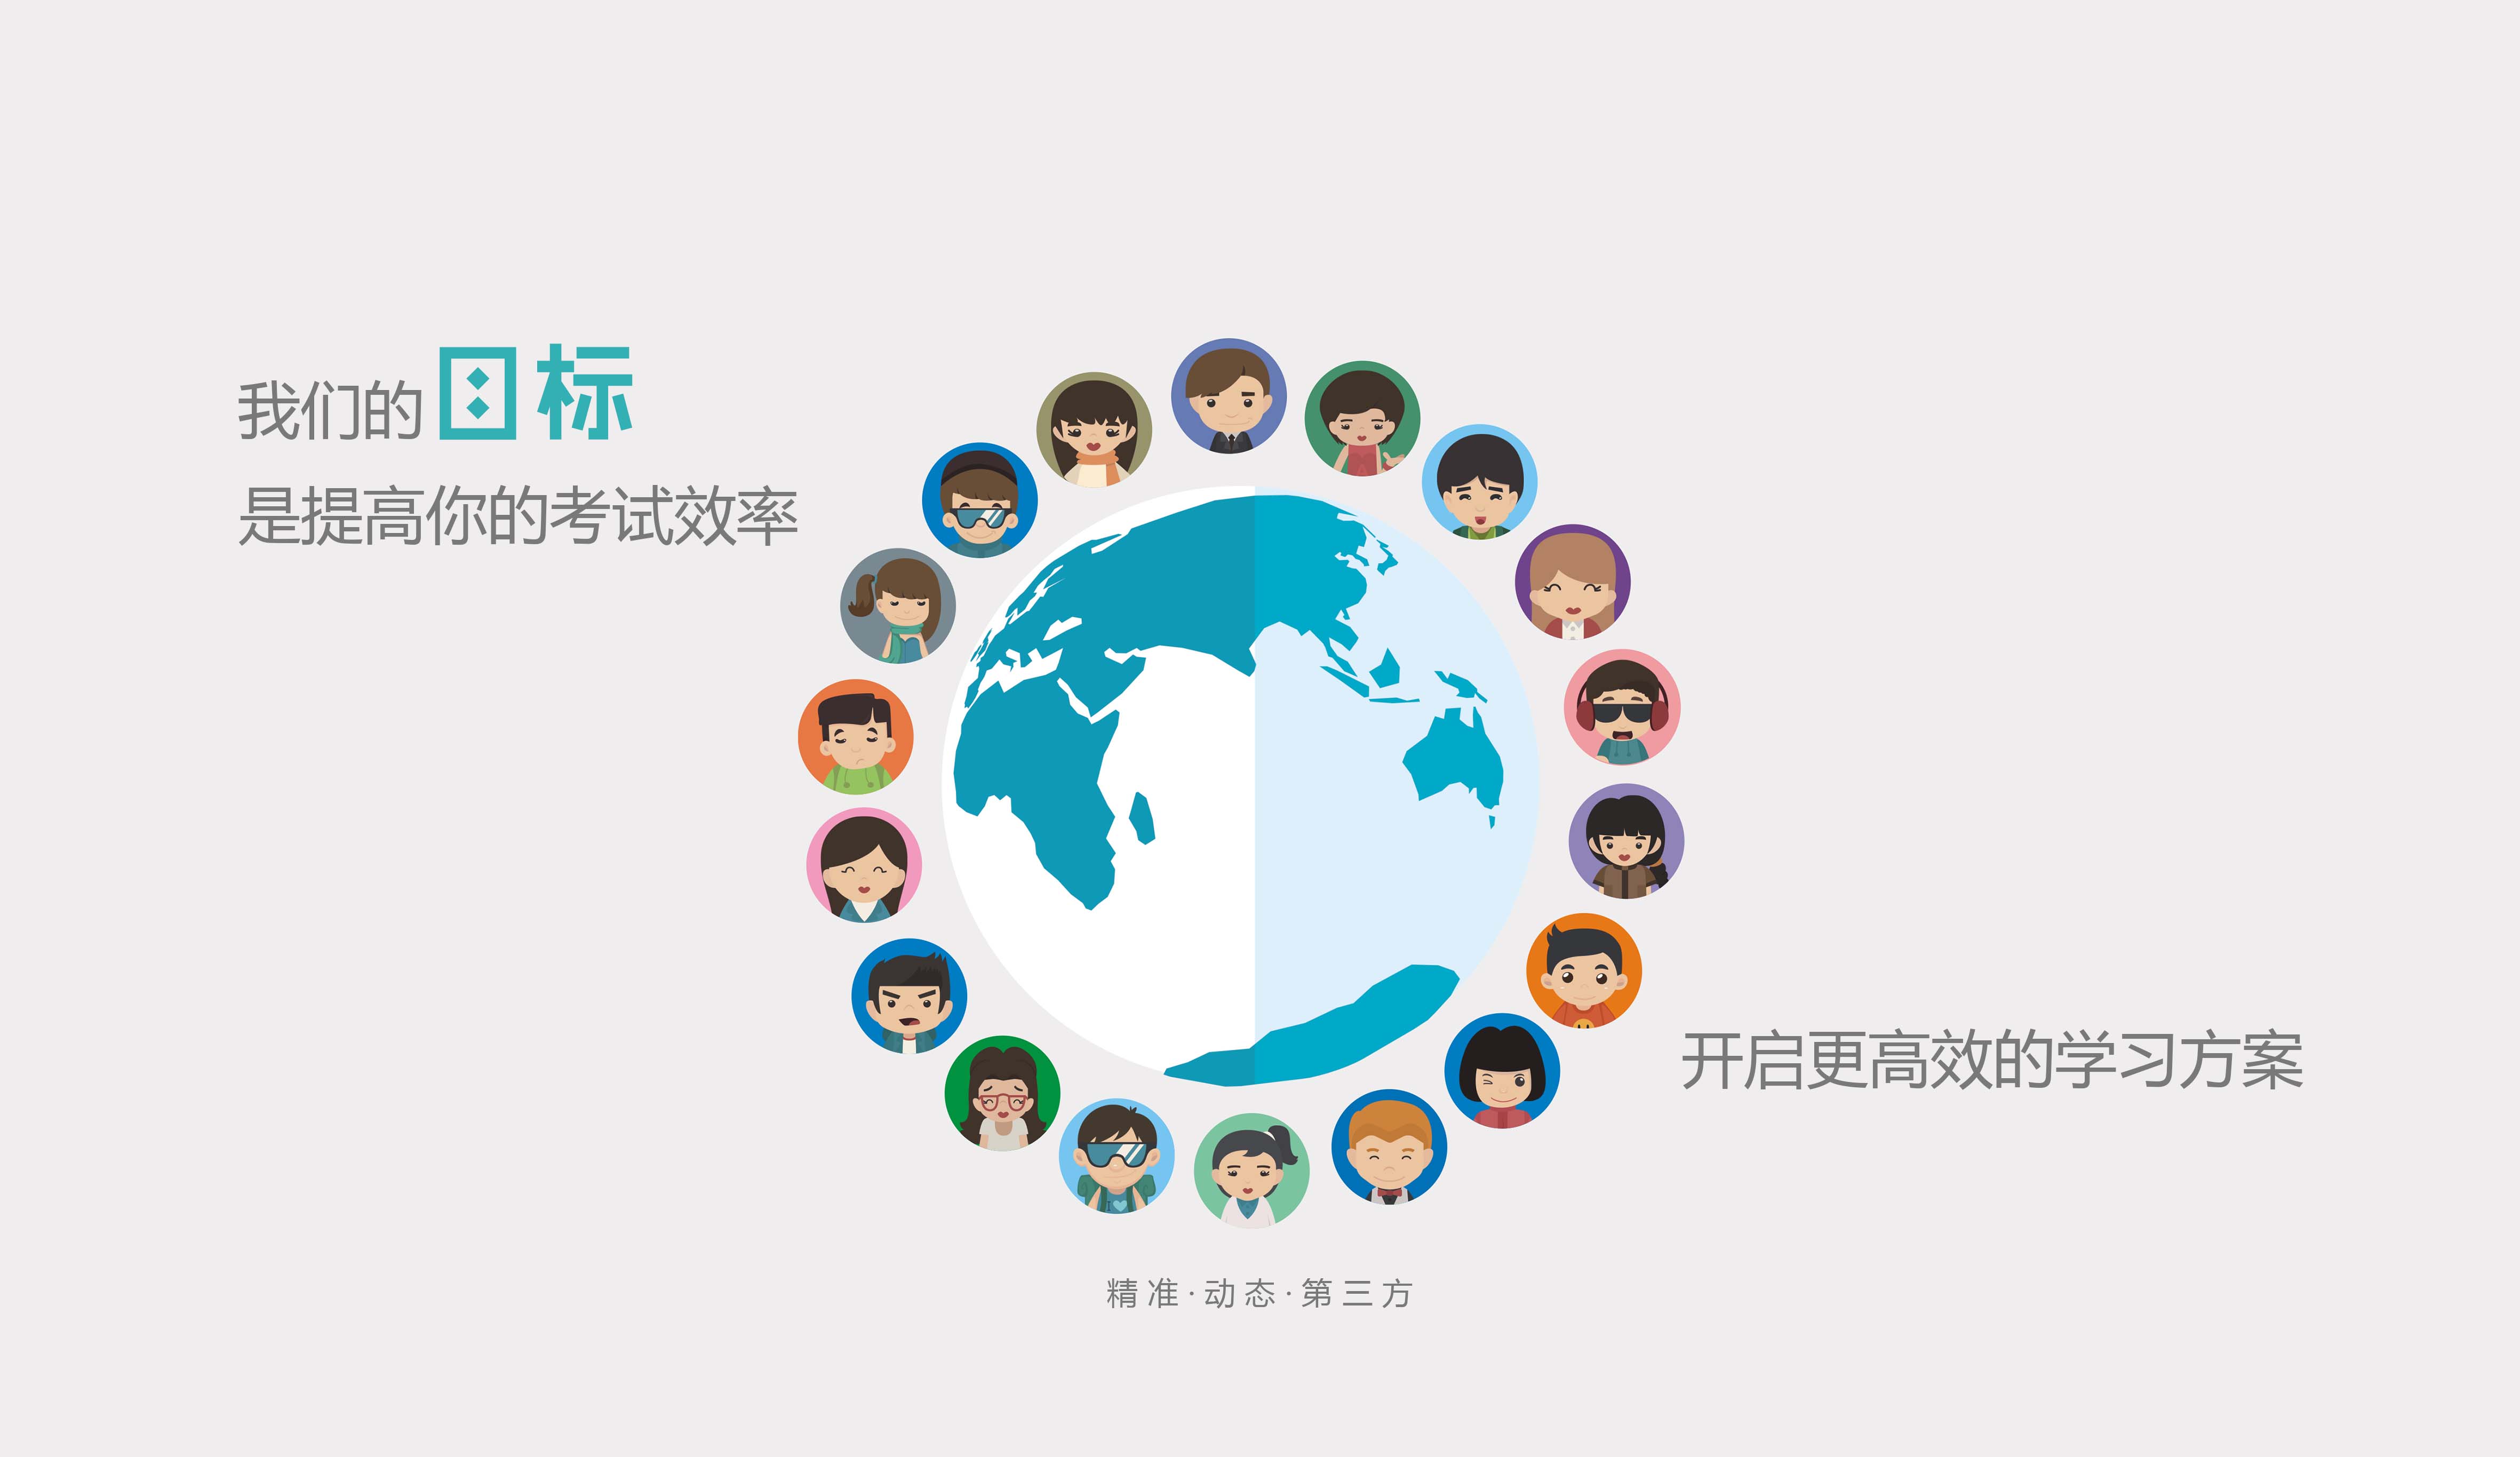 我们的目标
是提高你的考试效率
开启更高效的学习方案
精准·动态·第三方